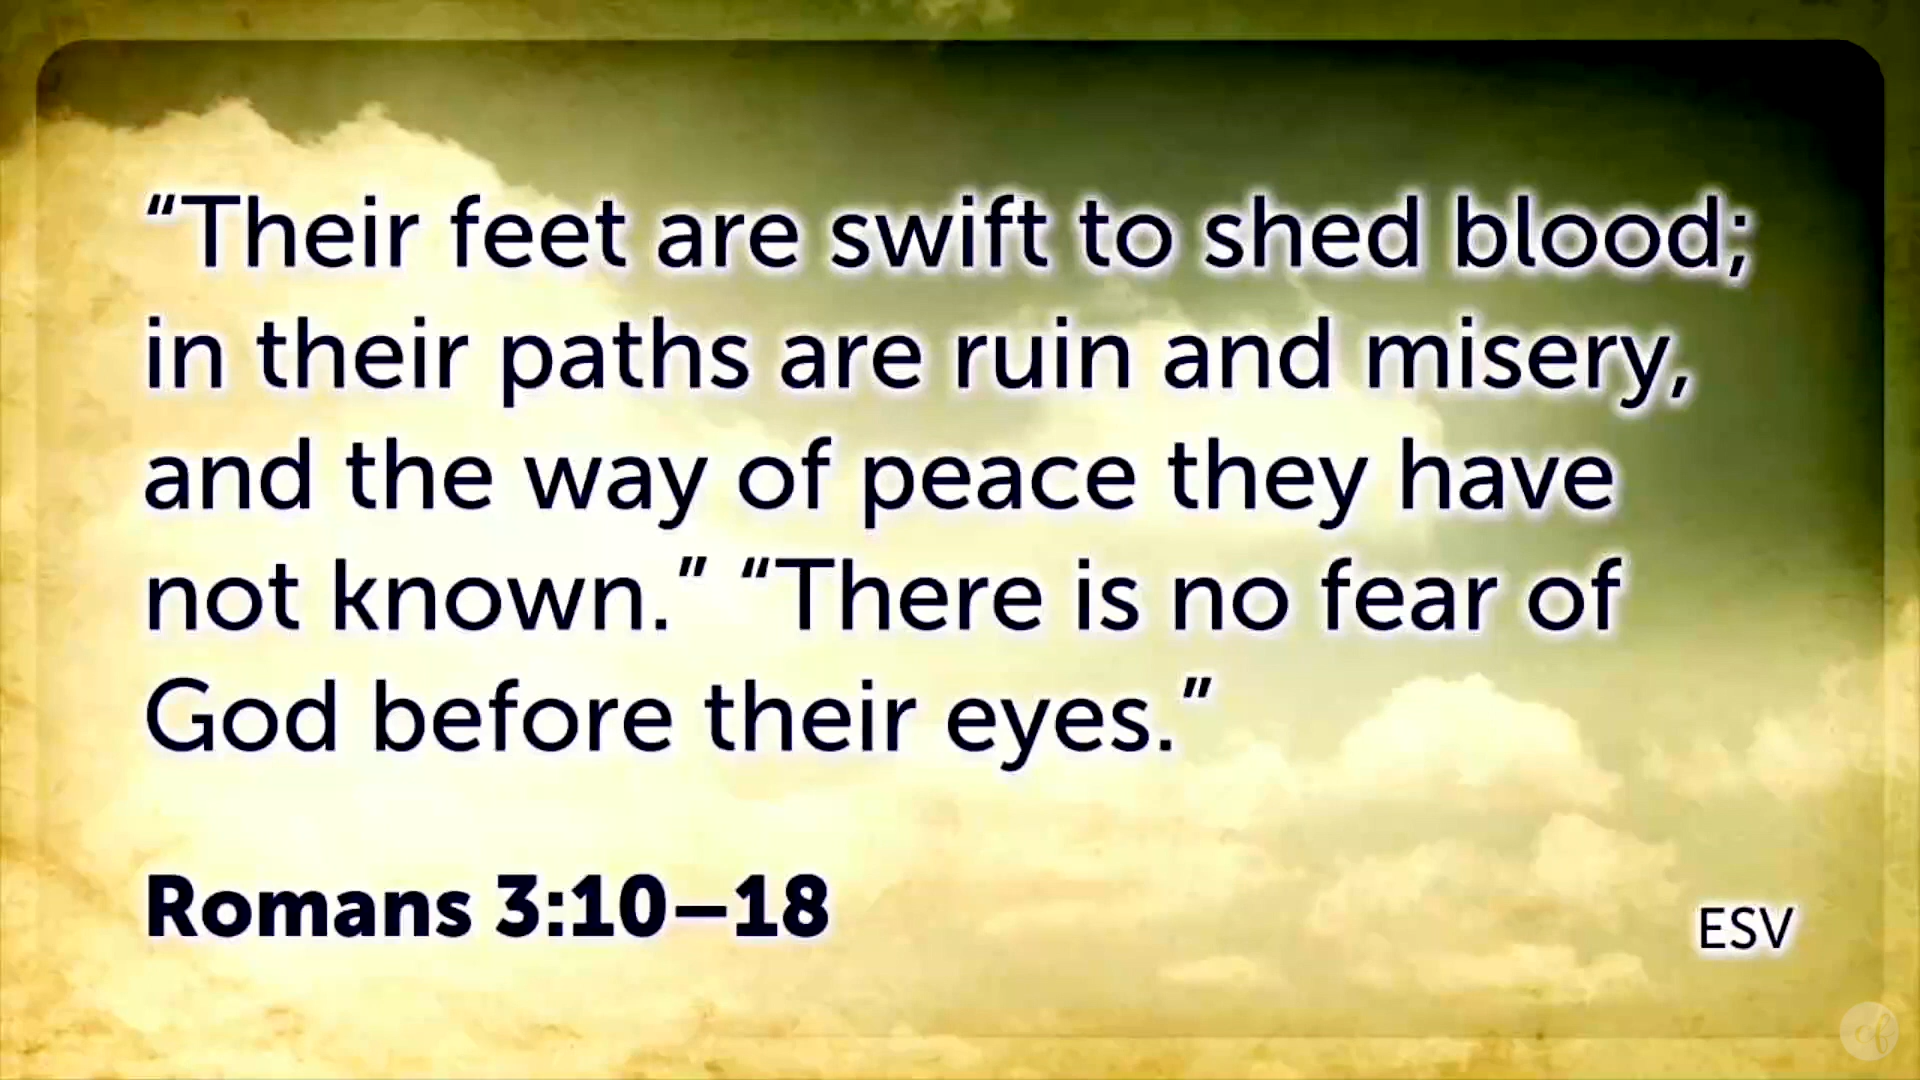 “Their feet are swift to shed blood;
in their paths are ruin and misery,
and the way of peace they have
not known.” “There is no fear of
God before their eyes.”
Romans 3:10–18
ESV
cf